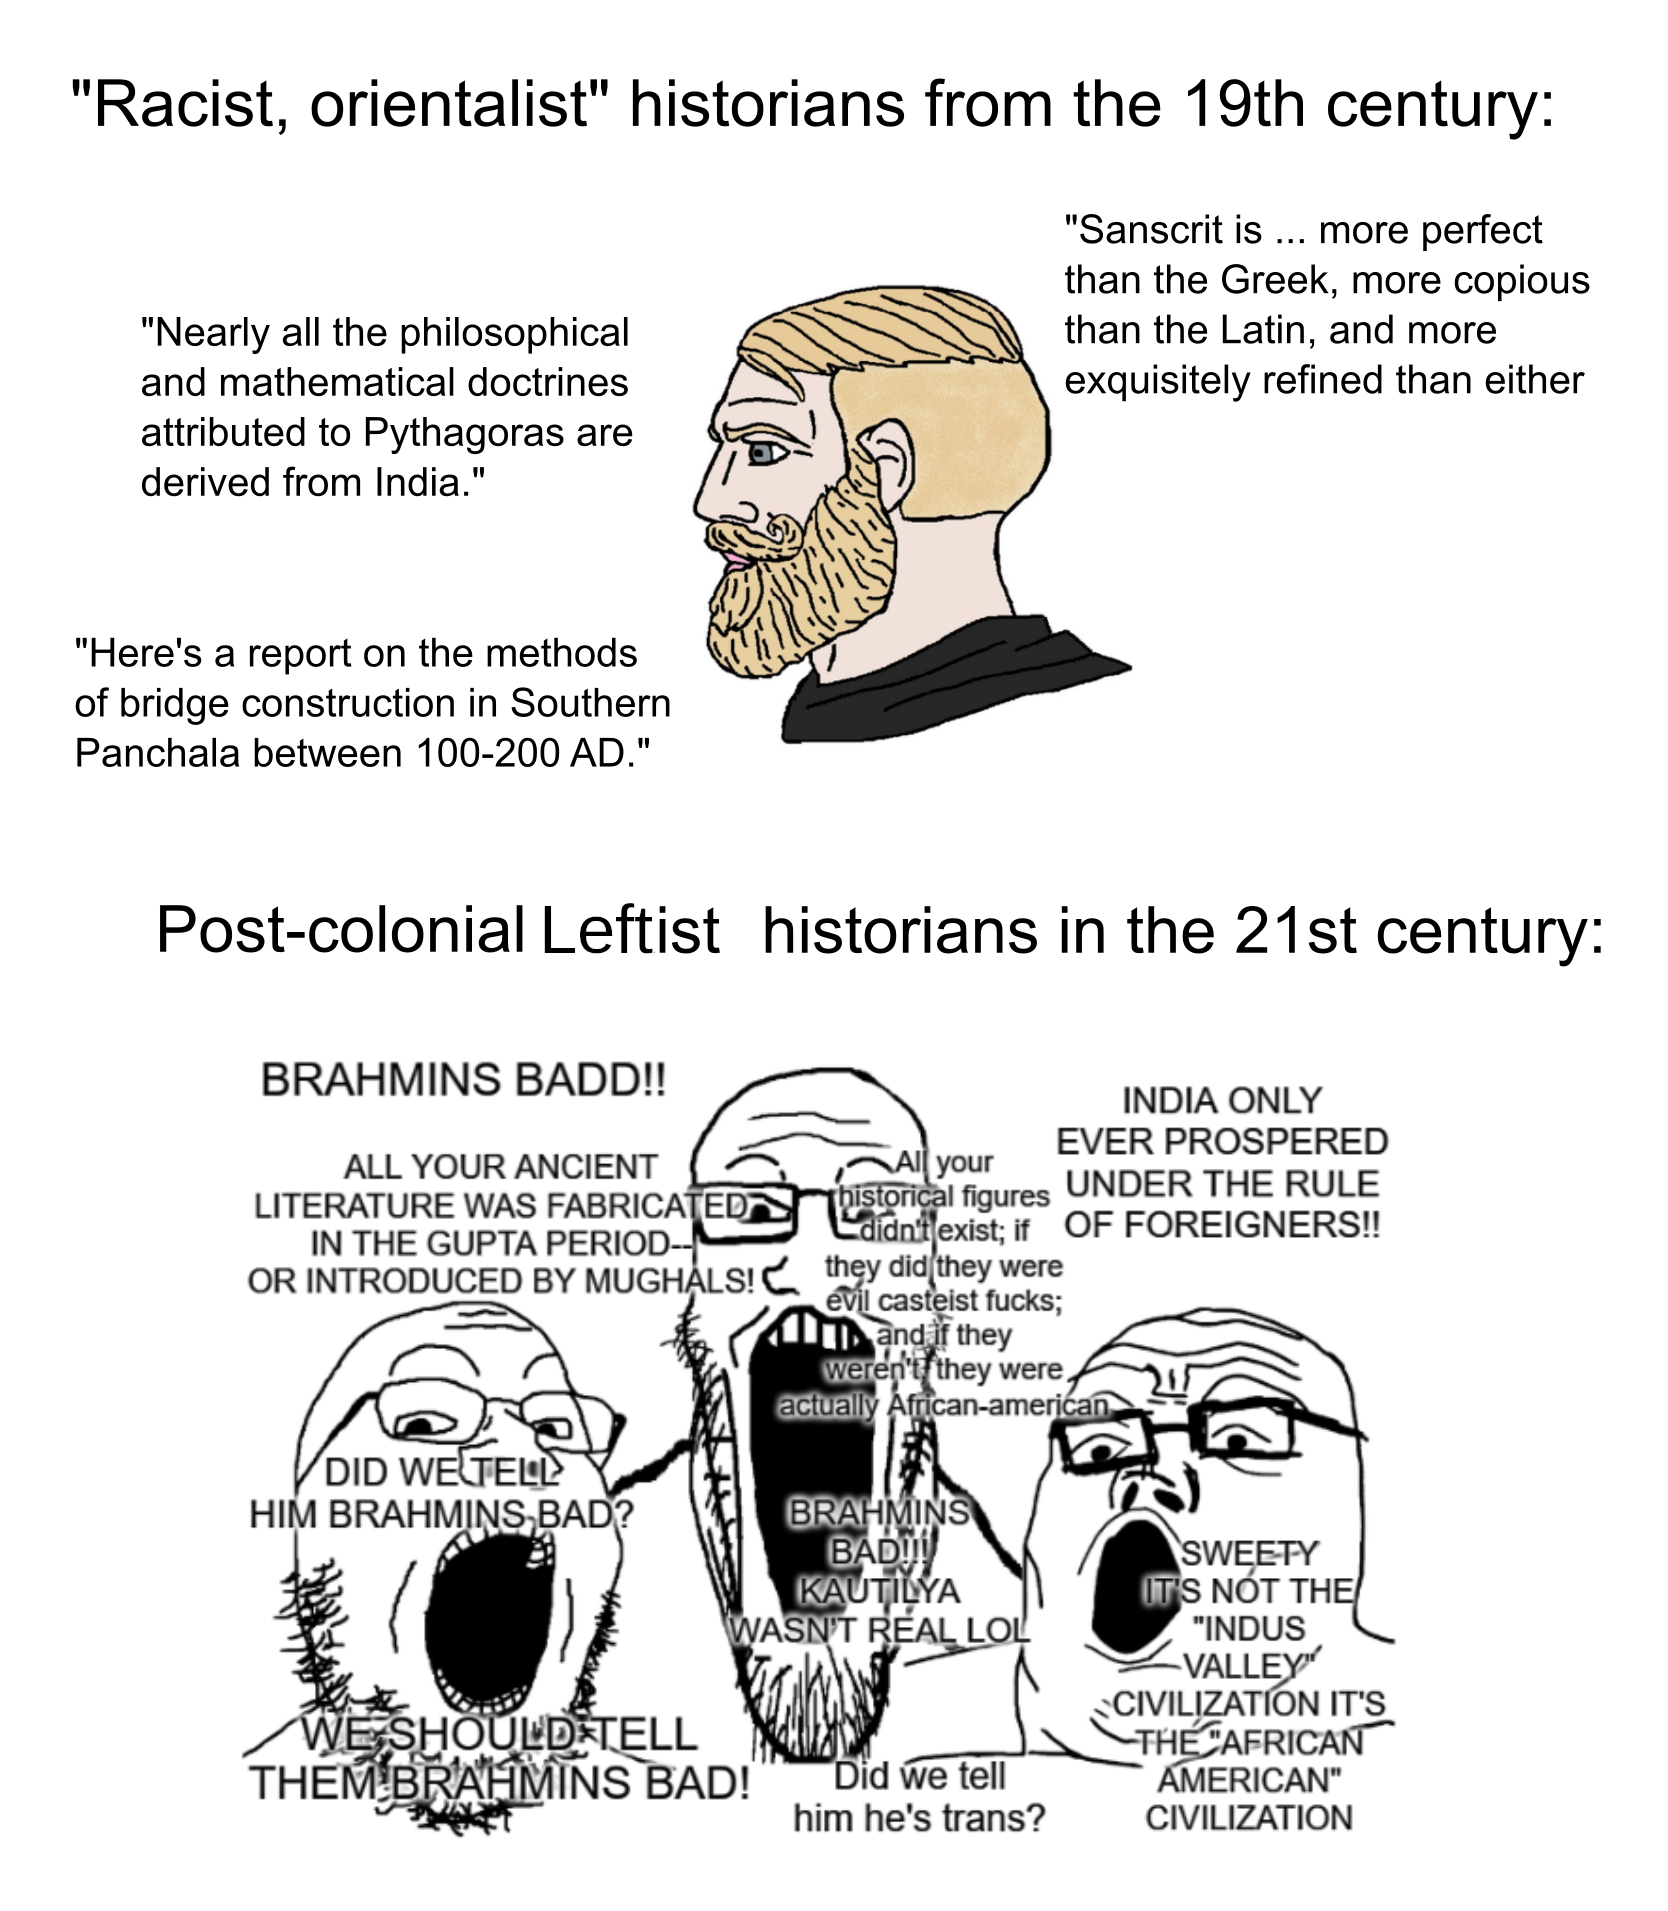 "Racist, orientalist" historians from the 19th century:
"Sanscrit is ... more perfect
than the Greek, more copious
than the Latin, and more
exquisitely refined than either
"Nearly all the philosophical
and mathematical doctrines
attributed to Pythagoras are
derived from India."
"Here's a report on the methods
of bridge construction in Southern
Panchala between 100-200 AD."
Post-colonial Leftist historians in the 21st century:
BRAHMINS BADD!!
ALL YOUR ANCIENT
LITERATURE WAS FABRICATED
IN THE GUPTA PERIOD--
OR INTRODUCED BY MUGHALS!
All your
historical figures
didn't exist; if
they did they were
evil casteist fucks;
and if they
weren't, they were
actually African-american
INDIA ONLY
EVER PROSPERED
UNDER THE RULE
OF FOREIGNERS!!
DID WE TELL
HIM BRAHMINS BAD?
BRAHMINS
BAD!!!
KAUTILYA
WASN'T REAL LOL
SWEETY
IT'S NOT THE
"INDUS
VALLEY"
CIVILIZATION IT'S
THE "AFRICAN
AMERICAN"
CIVILIZATION
WE SHOULD TELL
THEM BRAHMINS BAD!
Did we tell
him he's trans?